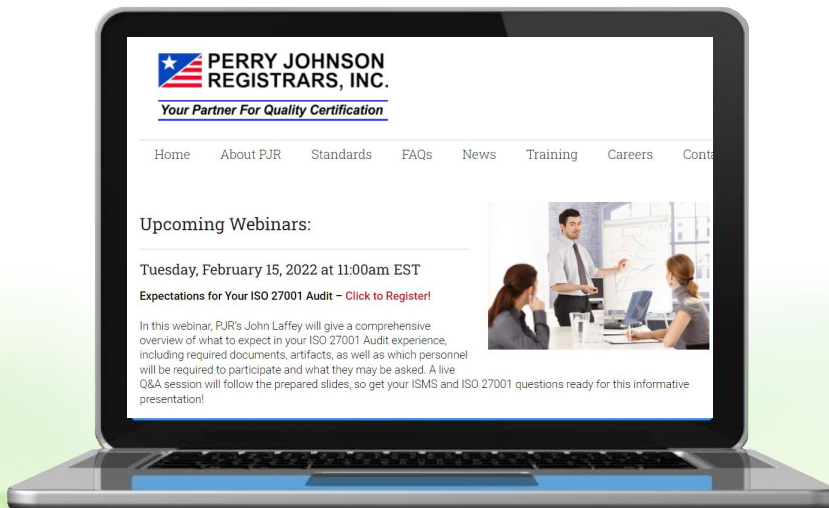 PERRY JOHNSON
REGISTRARS, INC.
Your Partner For Quality Certification
Home About PJR Standards FAQs News Training Careers Conta
Upcoming Webinars:
Tuesday, February 15, 2022 at 11:00am EST
Expectations for Your ISO 27001 Audit – Click to Register!
In this webinar, PJR's John Laffey will give a comprehensive
overview of what to expect in your ISO 27001 Audit experience,
including required documents, artifacts, as well as which personnel
will be required to participate and what they may be asked. A live
Q&A session will follow the prepared slides, so get your ISMS and ISO 27001 questions ready for this informative
presentation!